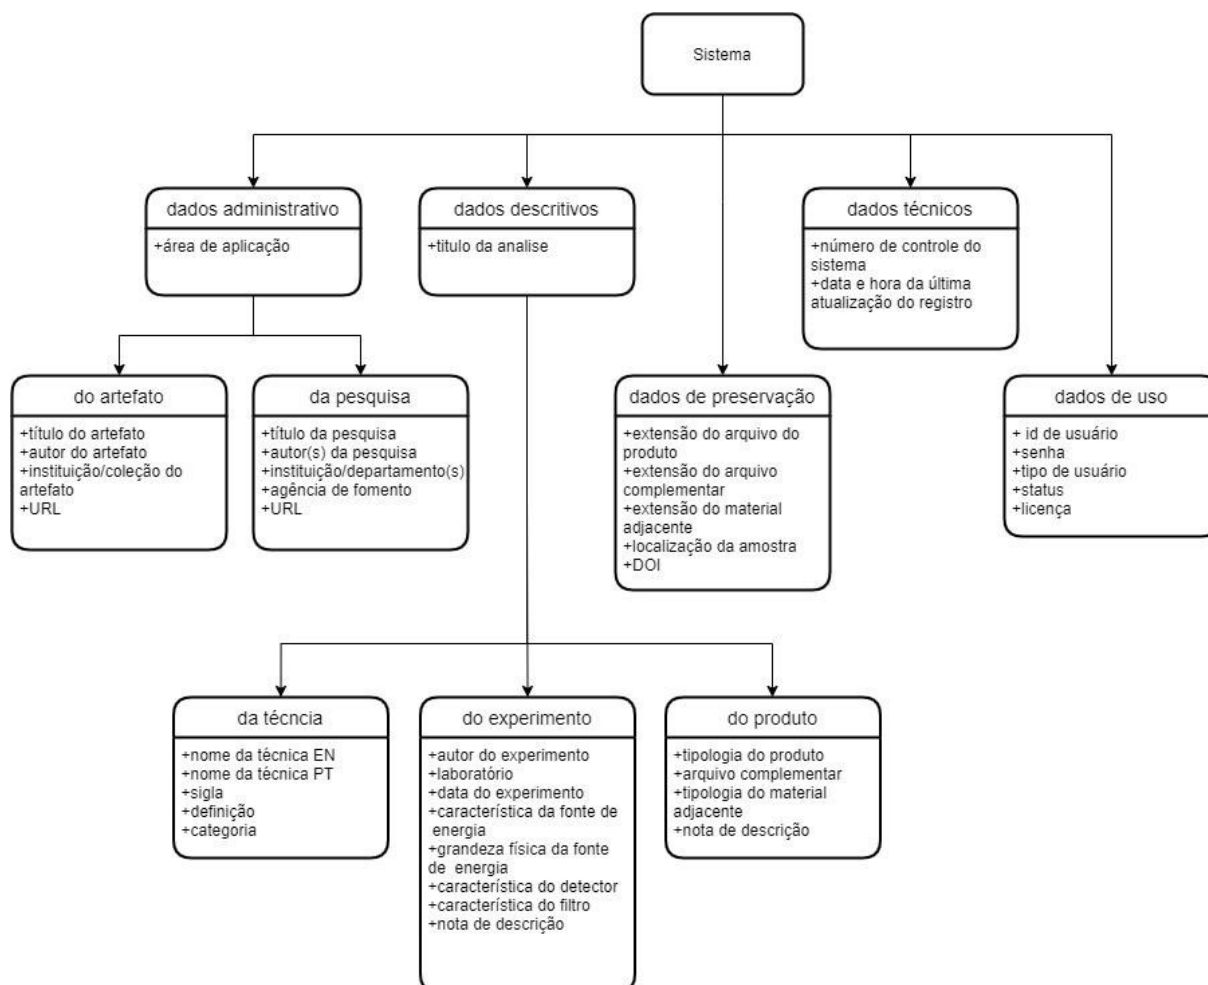 Sistema
dados administrativo
+área de aplicação
dados descritivos
+titulo da analise
dados técnicos
+número de controle do
sistema
+data e hora da última
atualização do registro
do artefato
+título do artefato
+autor do artefato
+instituição/coleção do
artefato
+URL
da pesquisa
+título da pesquisa
+autor(s) da pesquisa
+instituição/departamento(s)
+agência de fomento
+URL
dados de preservação
+extensão do arquivo do
produto
+extensão do arquivo
complementar
+extensão do material
adjacente
+localização da amostra
+DOI
dados de uso
+ id de usuário
+senha
+tipo de usuário
+status
+licença
da técncia
+nome da técnica EN
+nome da técnica PT
+sigla
+definição
+categoria
do experimento
+autor do experimento
+laboratório
+data do experimento
+característica da fonte de
energia
+grandeza física da fonte
de energia
+característica do detector
+característica do filtro
+nota de descrição
do produto
+tipologia do produto
+arquivo complementar
+tipologia do material
adjacente
+nota de descrição